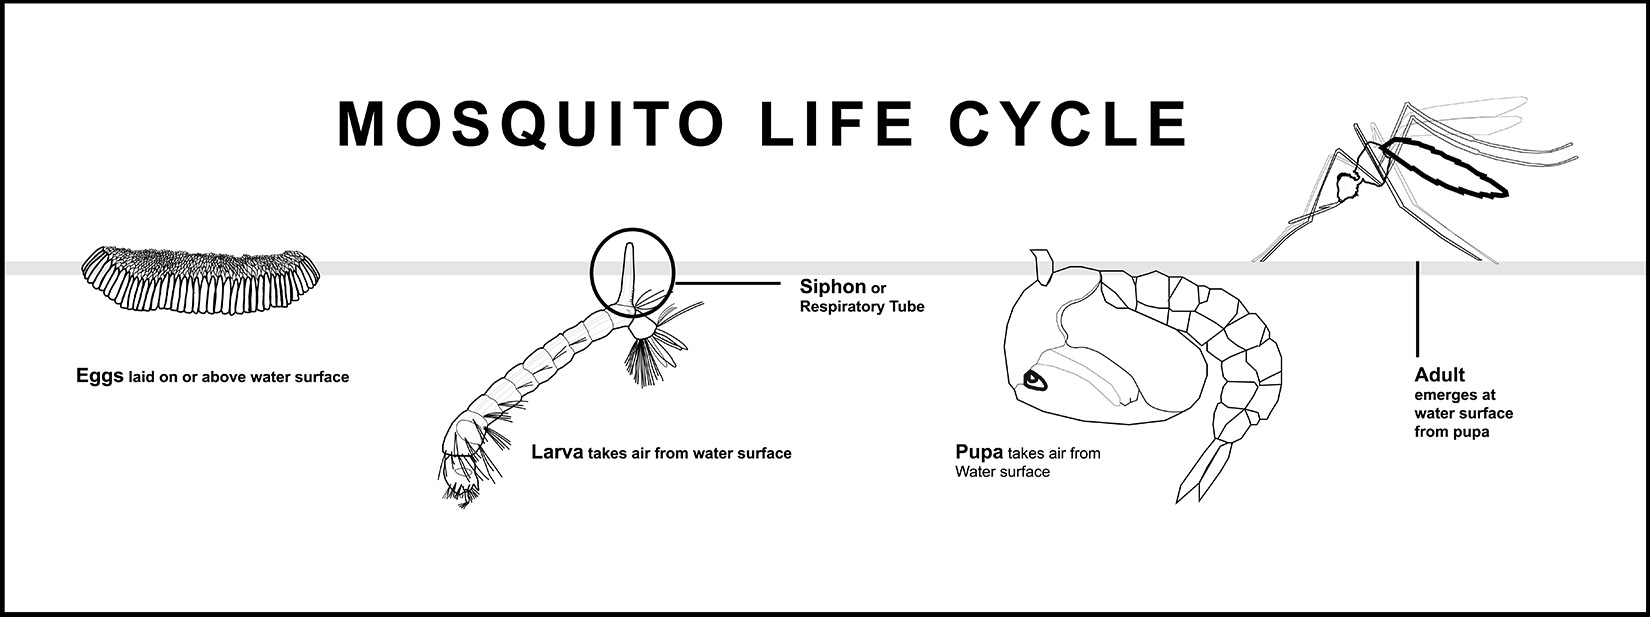 MOSQUITO LIFE CYCLE
Eggs laid on or above water surface
Siphon or
Respiratory Tube
Larva takes air from water surface
Pupa takes air from
Water surface
Adult
emerges at
water surface
from pupa